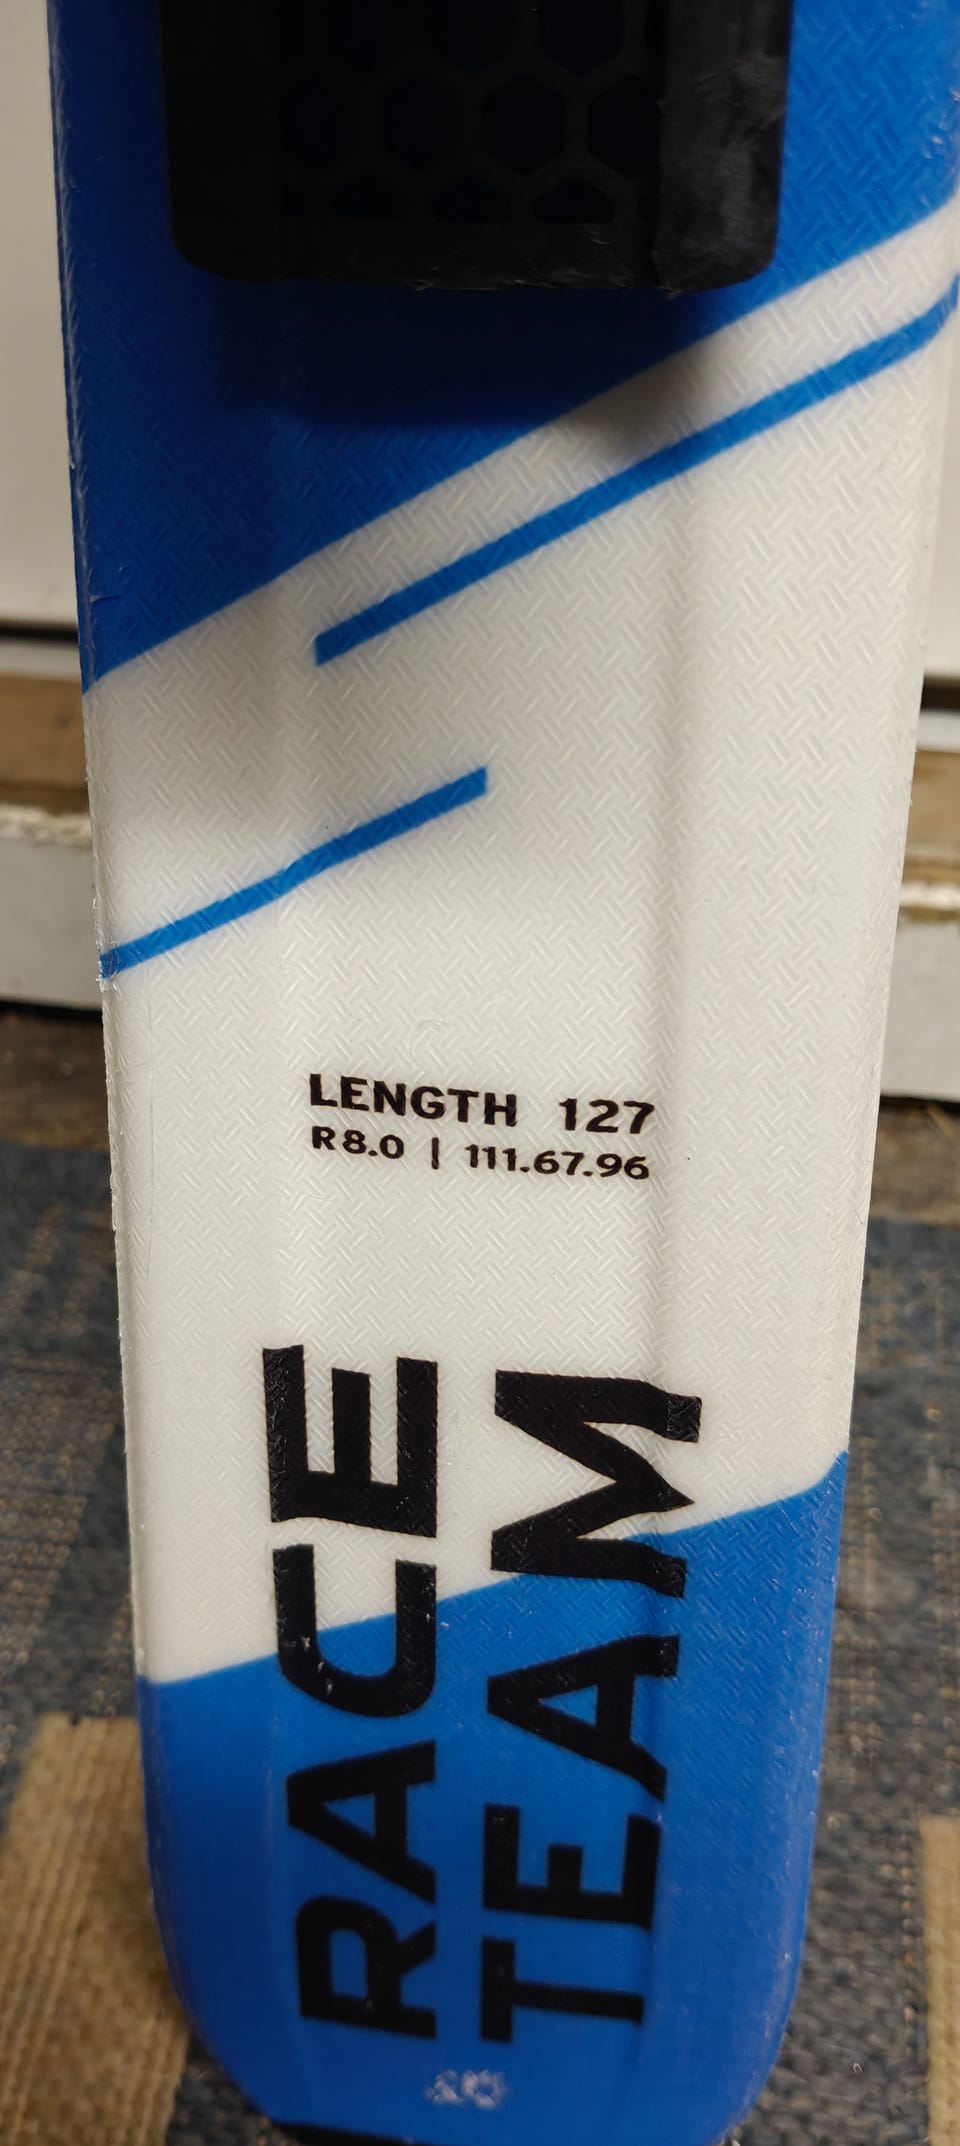 LENGTH 127
R8.0 | 111.67.96
RACE
TEAM